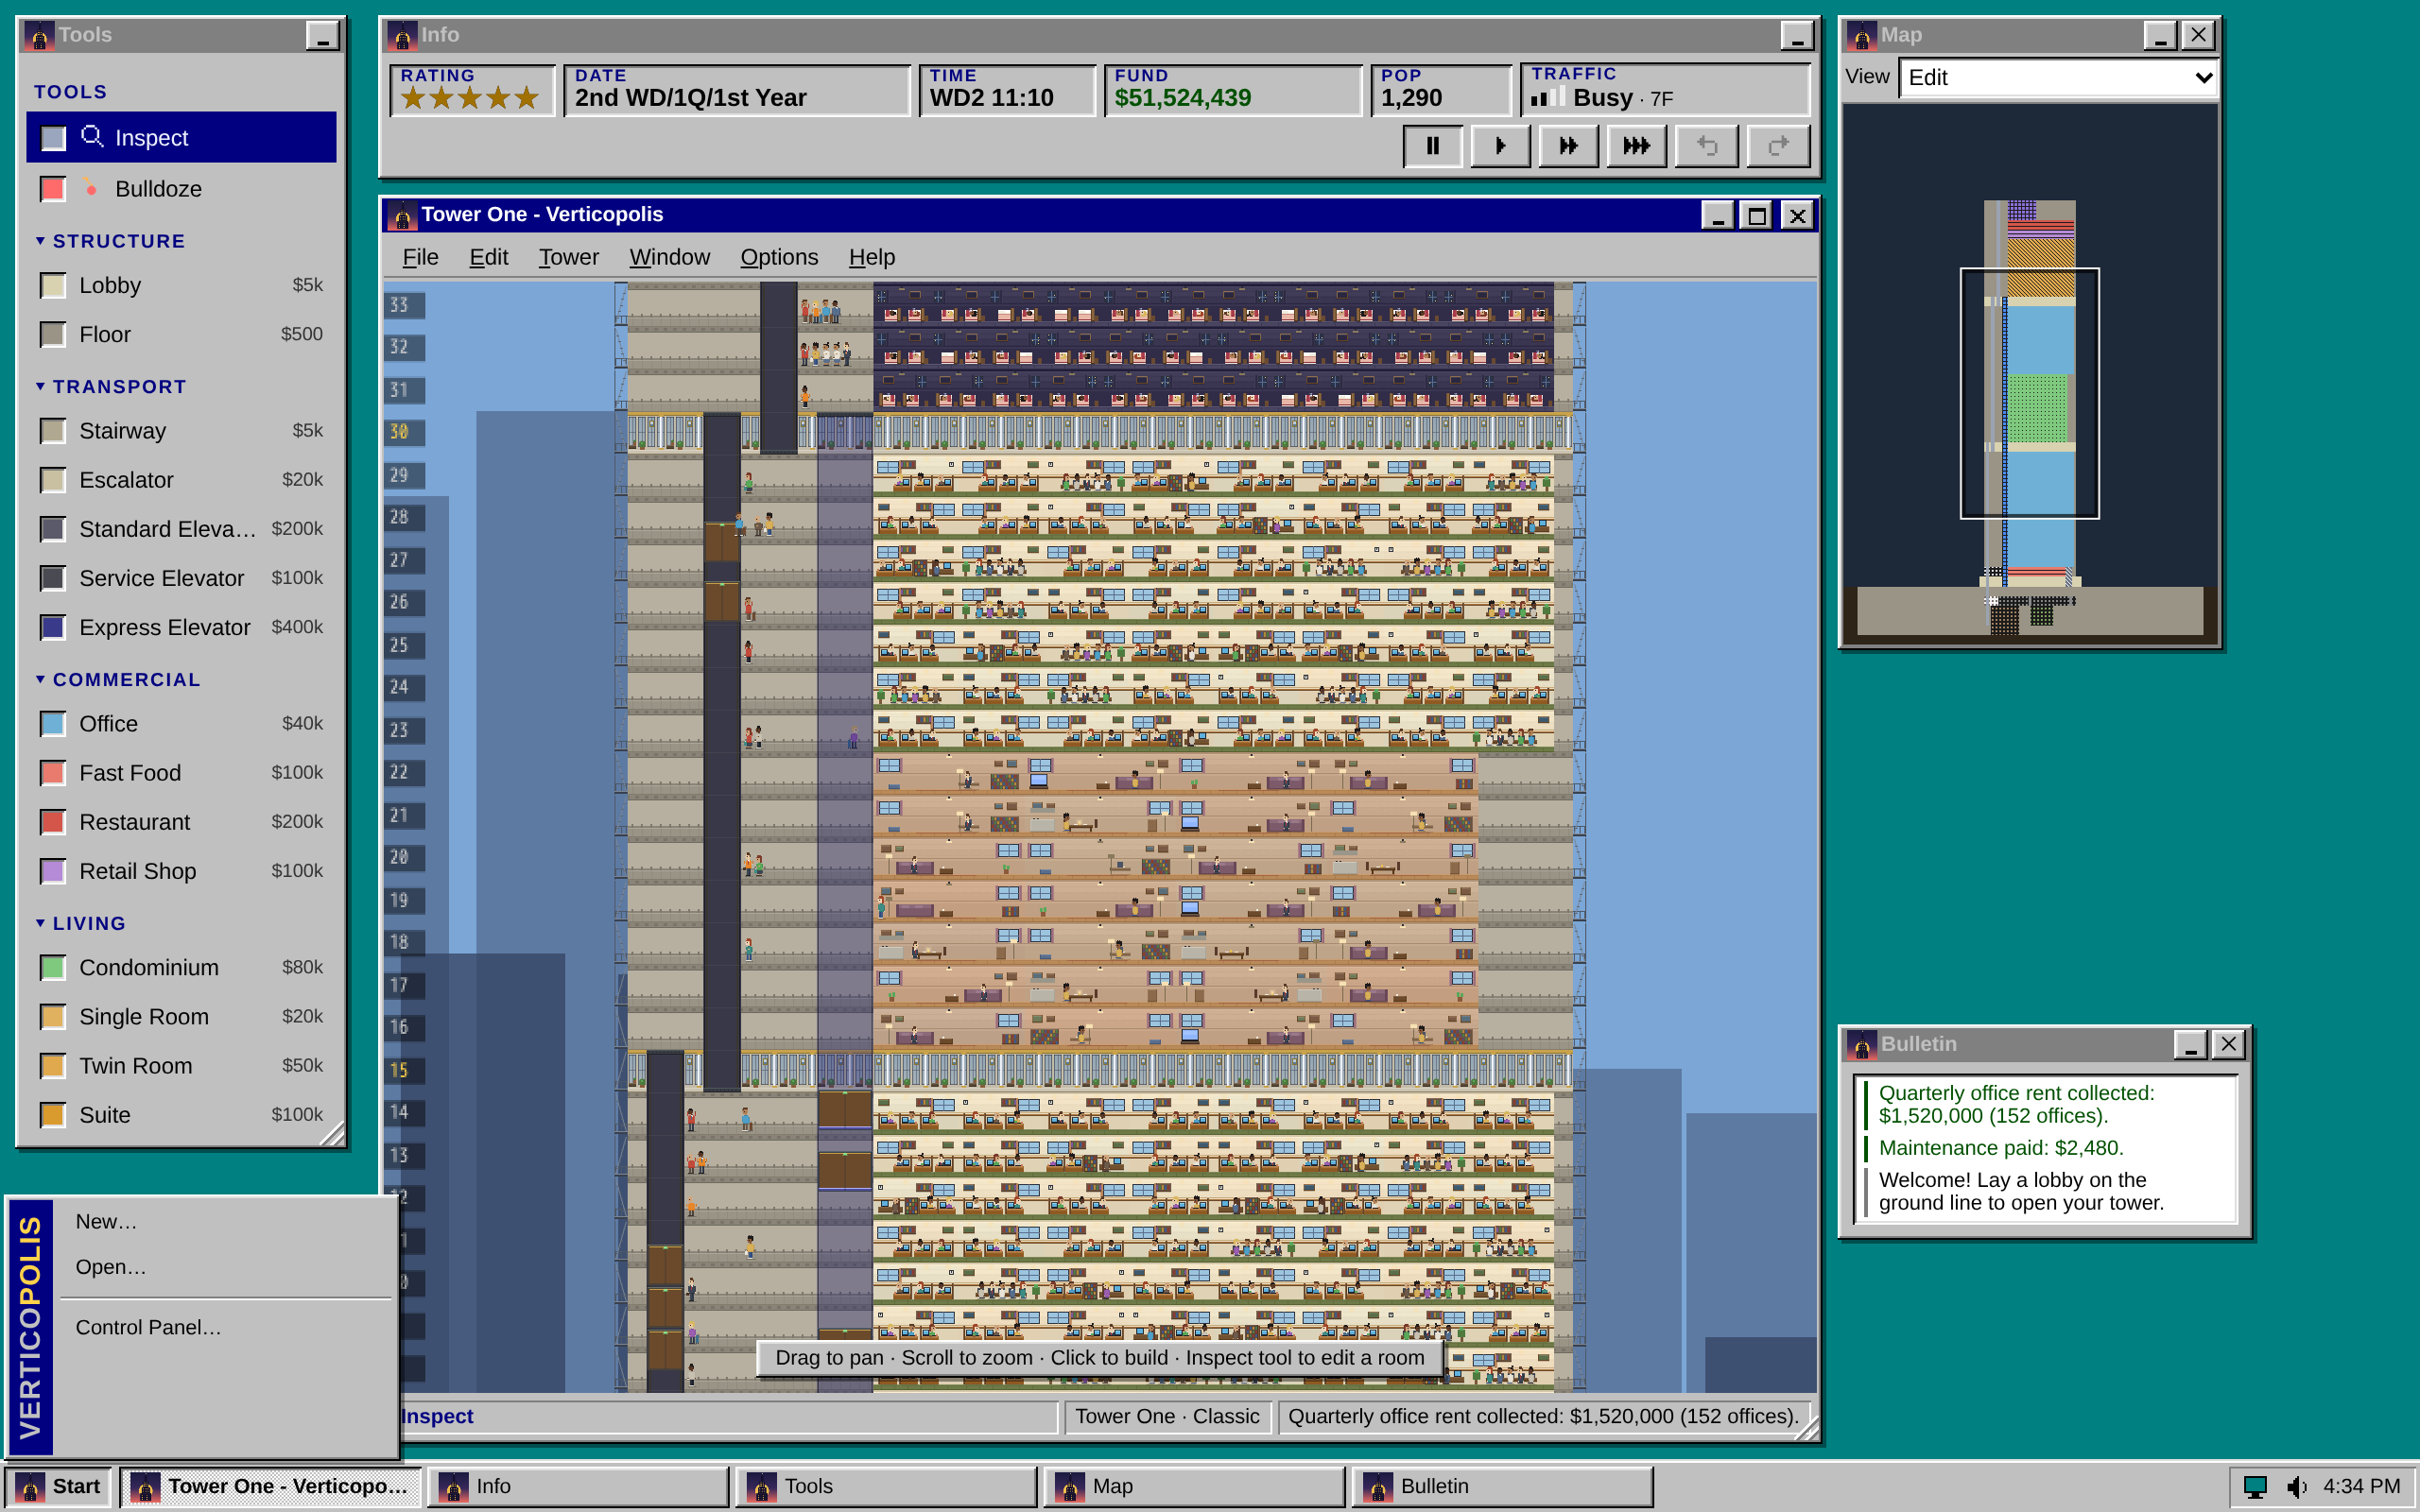 Tools
TOOLS
Inspect
Bulldoze
STRUCTURE
Lobby $5k
Floor $500
TRANSPORT
Stairway $5k
Escalator $20k
Standard Eleva… $200k
Service Elevator $100k
Express Elevator $400k
COMMERCIAL
Office $40k
Fast Food $100k
Restaurant $200k
Retail Shop $100k
LIVING
Condominium $80k
Single Room $20k
Twin Room $50k
Suite $100k
Info
RATING
DATE
2nd WD/1Q/1st Year
TIME
WD2 11:10
FUND
$51,524,439
POP
1,290
TRAFFIC
Busy · 7F
Tower One - Verticopolis
File Edit Tower Window Options Help
33
32
31
30
29
28
27
26
25
24
23
22
21
20
19
18
17
16
15
14
13
Drag to pan · Scroll to zoom · Click to build · Inspect tool to edit a room
Inspect
Tower One · Classic
Quarterly office rent collected: $1,520,000 (152 offices).
Map
View Edit
Bulletin
Quarterly office rent collected:
$1,520,000 (152 offices).
Maintenance paid: $2,480.
Welcome! Lay a lobby on the
ground line to open your tower.
VERTICOPOLIS
New…
Open…
Control Panel…
Start
Tower One - Verticopo…
Info
Tools
Map
Bulletin
4:34 PM